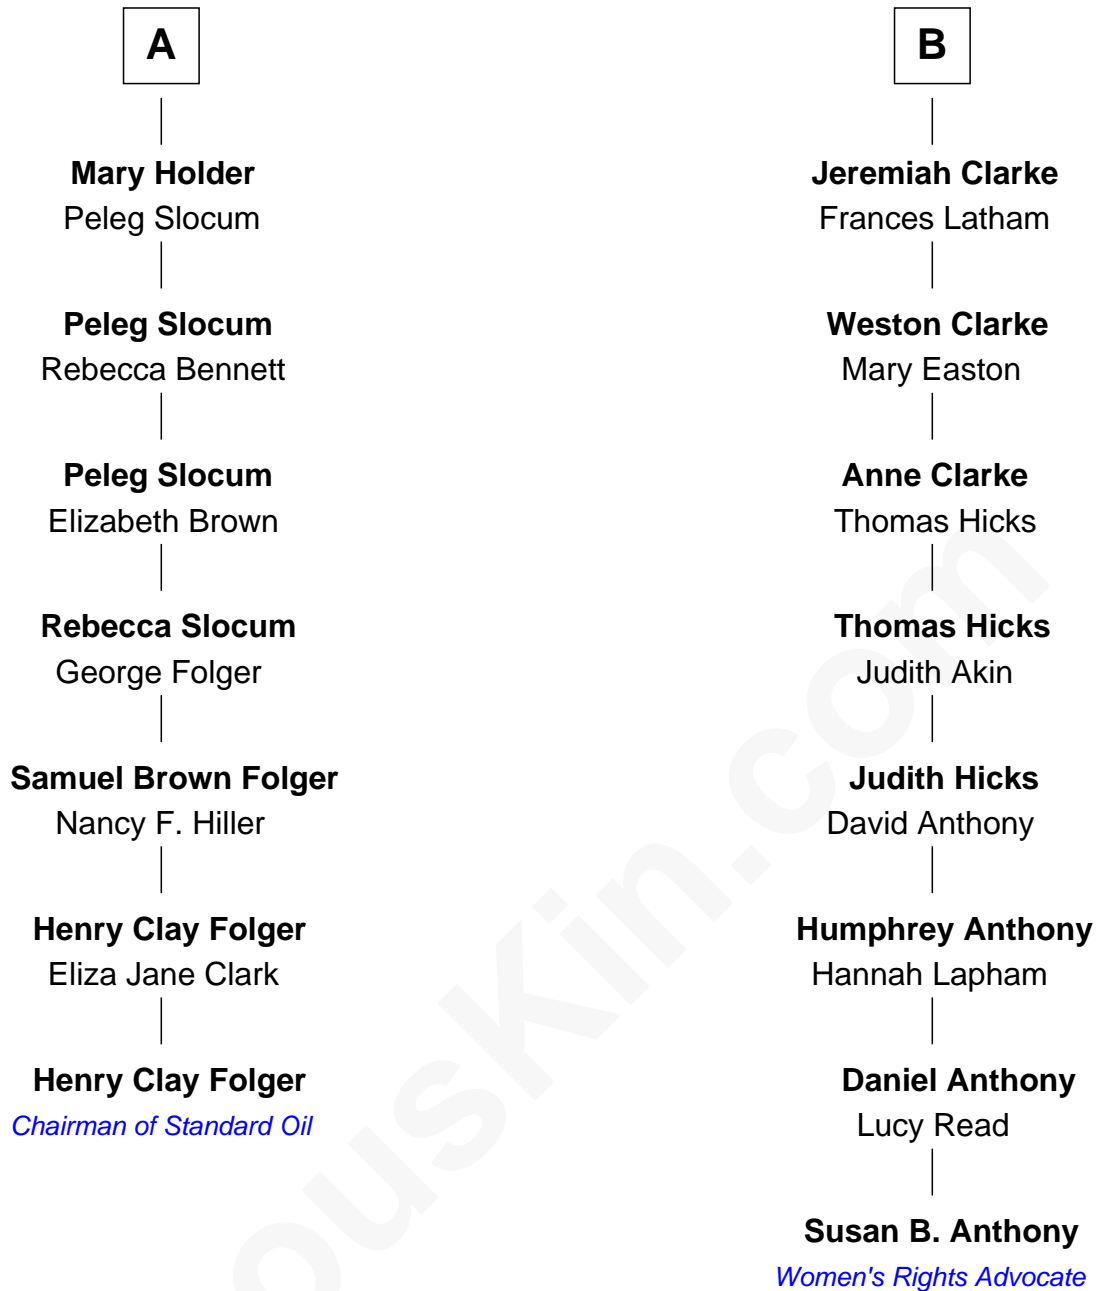 A
Mary Holder
Peleg Slocum
Peleg Slocum
Rebecca Bennett
Peleg Slocum
Elizabeth Brown
Rebecca Slocum
George Folger
Samuel Brown Folger
Nancy F. Hiller
Henry Clay Folger
Eliza Jane Clark
Henry Clay Folger
Chairman of Standard Oil
B
Jeremiah Clarke
Frances Latham
Weston Clarke
Mary Easton
Anne Clarke
Thomas Hicks
Thomas Hicks
Judith Akin
Judith Hicks
David Anthony
Humphrey Anthony
Hannah Lapham
Daniel Anthony
Lucy Read
Susan B. Anthony
Women's Rights Advocate
ousKin.com